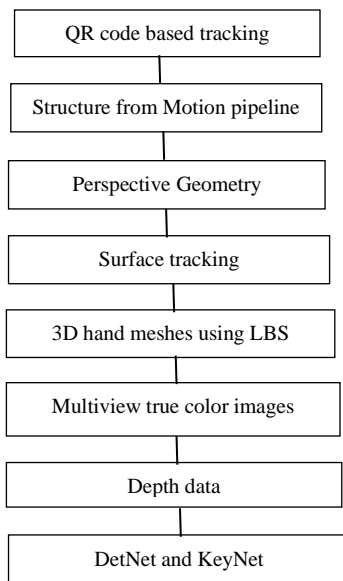 QR code based tracking
Structure from Motion pipeline
Perspective Geometry
Surface tracking
3D hand meshes using LBS
Multiview true color images
Depth data
DetNet and KeyNet